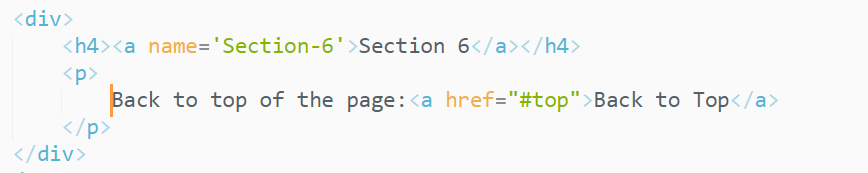 <div>
<h4><a name='Section-6'>Section 6</a></h4>
<p>
Back to top of the page:<a href="#top">Back to Top</a>
</p>
</div>